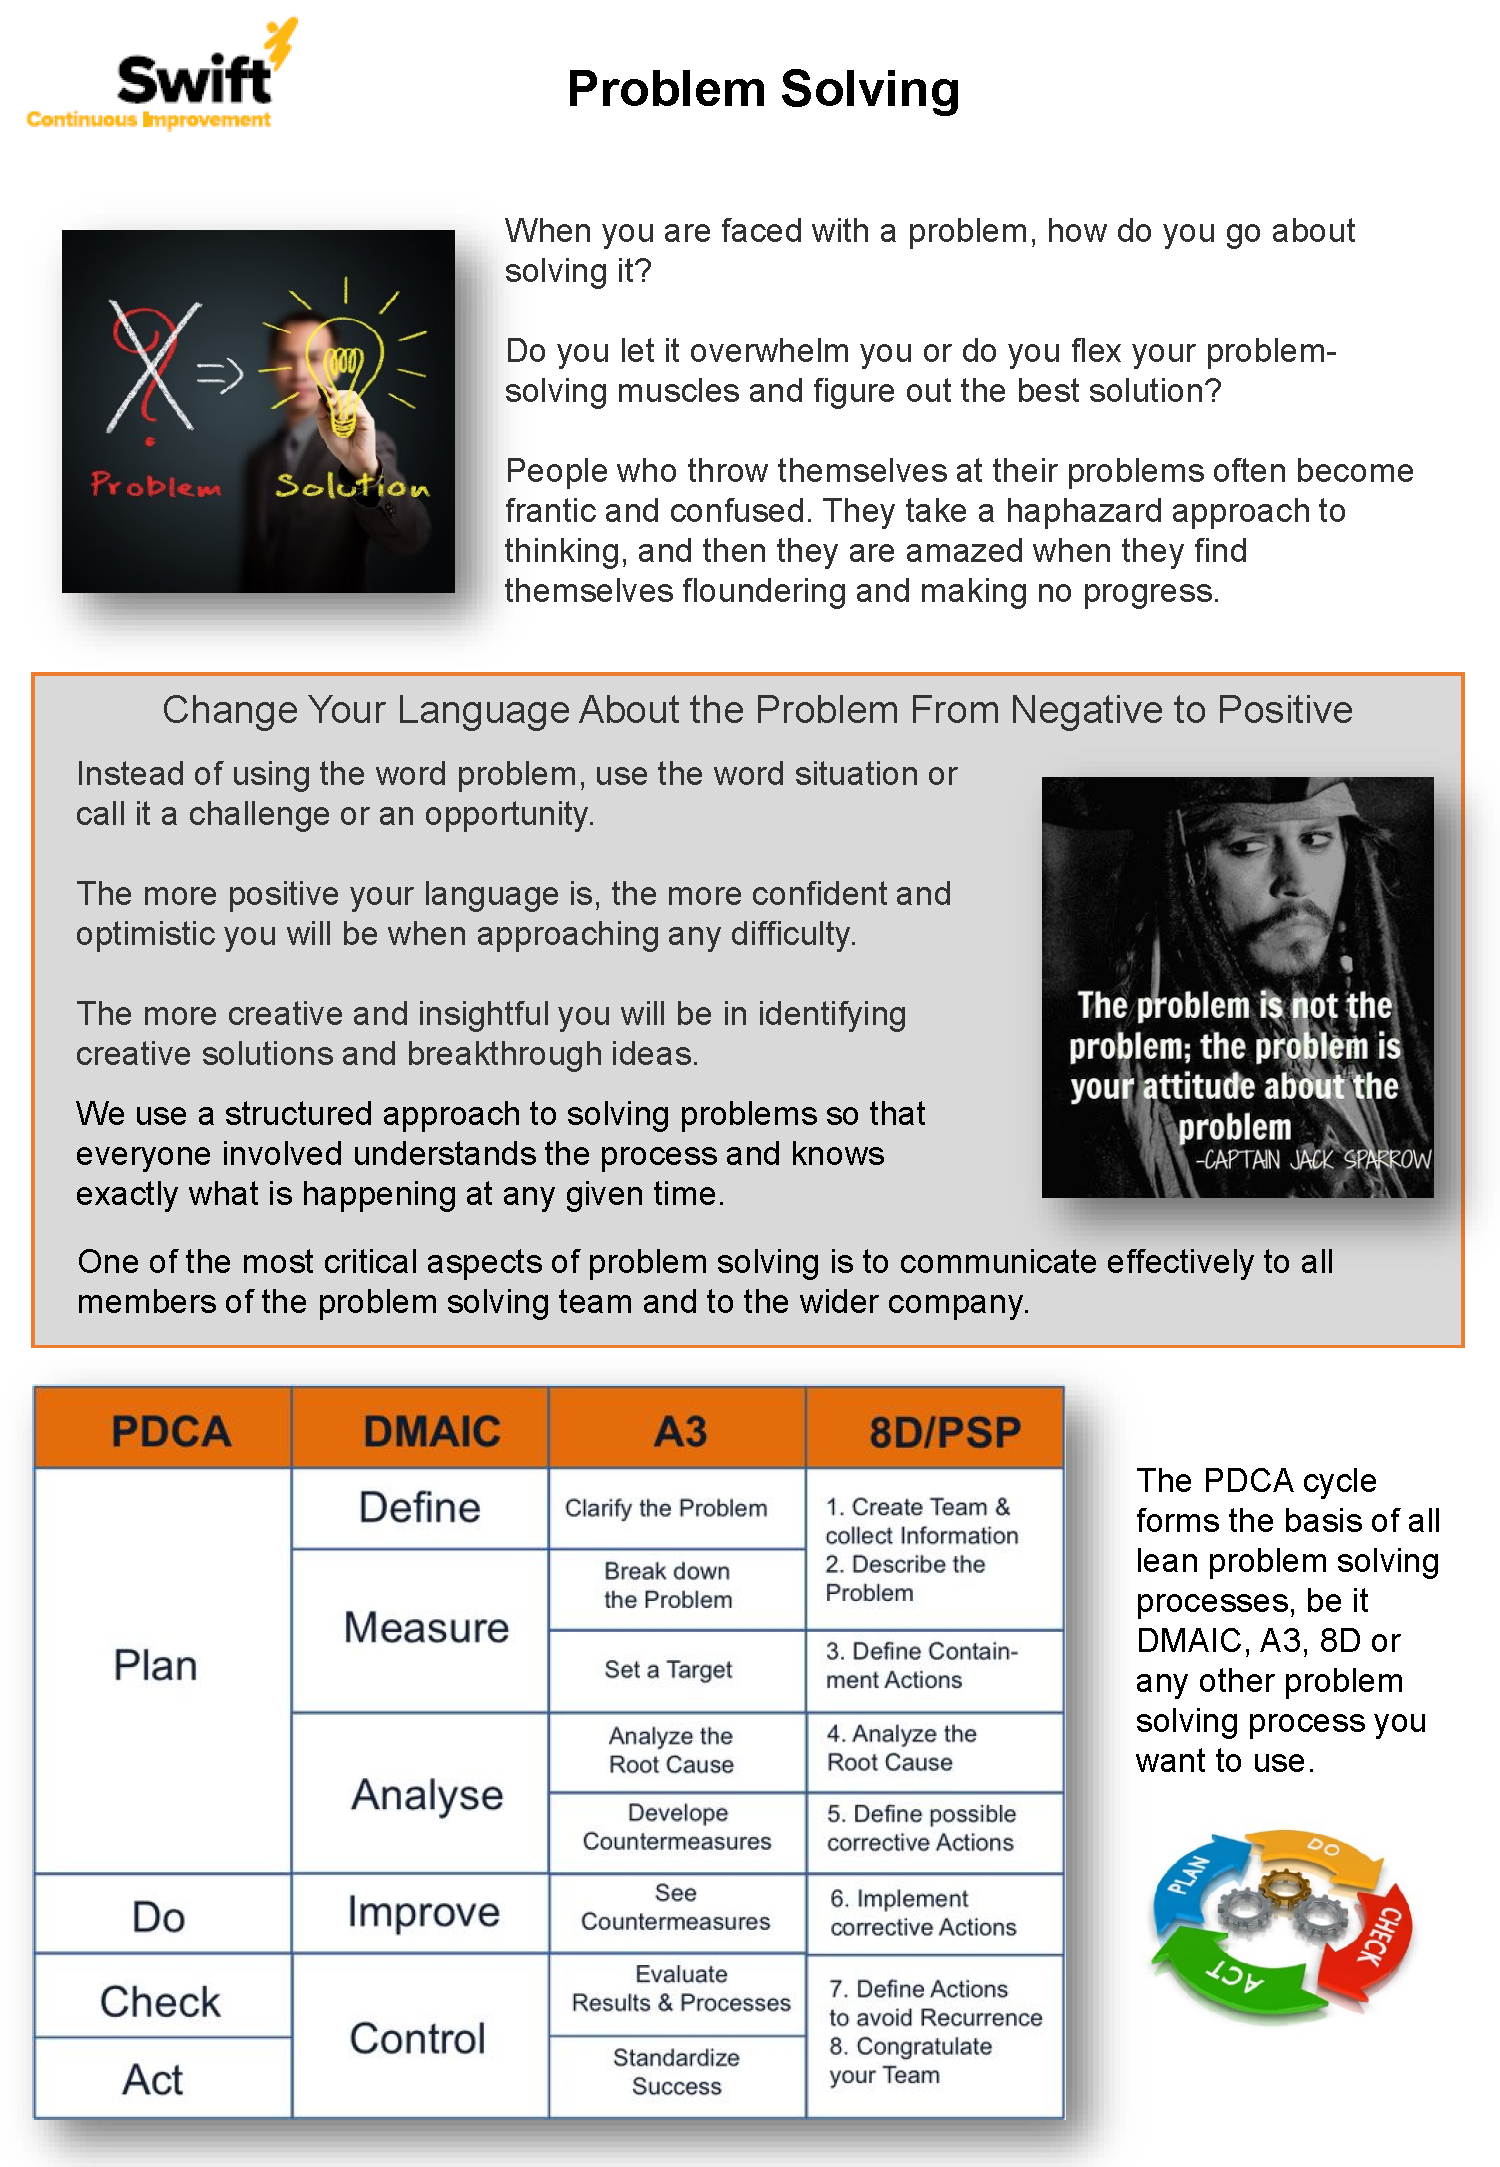 Swift
Continuous Improvement
Problem Solving
Problem
=>
Solution
When you are faced with a problem, how do you go about
solving it?
Do you let it overwhelm you or do you flex your problem-
solving muscles and figure out the best solution?
People who throw themselves at their problems often become
frantic and confused. They take a haphazard approach to
thinking, and then they are amazed when they find
themselves floundering and making no progress.
Change Your Language About the Problem From Negative to Positive
Instead of using the word problem, use the word situation or
call it a challenge or an opportunity.
The more positive your language is, the more confident and
optimistic you will be when approaching any difficulty.
The more creative and insightful you will be in identifying
creative solutions and breakthrough ideas.
We use a structured approach to solving problems so that
everyone involved understands the process and knows
exactly what is happening at any given time.
One of the most critical aspects of problem solving is to communicate effectively to all
members of the problem solving team and to the wider company.
The problem is not the
problem; the problem is
your attitude about the
problem
-CAPTAIN JACK SPARROW
PDCA
DMAIC
A3
8D/PSP
Plan
Do
Check
Act
Define
Measure
Analyse
Improve
Control
Clarify the Problem
Break down
the Problem
Set a Target
Analyze the
Root Cause
Develope
Countermeasures
See
Countermeasures
Evaluate
Results & Processes
Standardize
Success
1. Create Team &
collect Information
2. Describe the
Problem
3. Define Contain-
ment Actions
4. Analyze the
Root Cause
5. Define possible
corrective Actions
6. Implement
corrective Actions
7. Define Actions
to avoid Recurrence
8. Congratulate
your Team
The PDCA cycle
forms the basis of all
lean problem solving
processes, be it
DMAIC, A3, 8D or
any other problem
solving process you
want to use.
PLAN
DO
CHECK
ACT